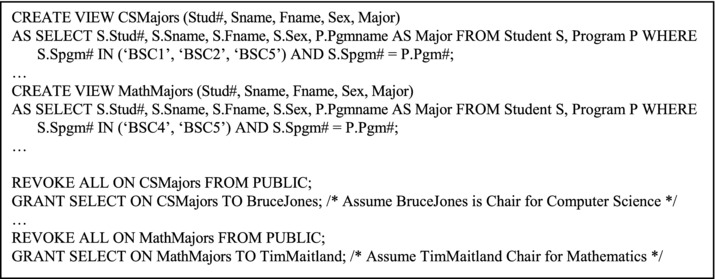 CREATE VIEW CSMajors (Stud#, Sname, Fname, Sex, Major)
AS SELECT S.Stud#, S.Sname, S.Fname, S.Sex, P.Pgmname AS Major FROM Student S, Program P WHERE
S.Spgm# IN (‘BSC1’, ‘BSC2’, ‘BSC5’) AND S.Spgm# = P.Pgm#;
…
CREATE VIEW MathMajors (Stud#, Sname, Fname, Sex, Major)
AS SELECT S.Stud#, S.Sname, S.Fname, S.Sex, P.Pgmname AS Major FROM Student S, Program P WHERE
S.Spgm# IN (‘BSC4’, ‘BSC5’) AND S.Spgm# = P.Pgm#;
…
REVOKE ALL ON CSMajors FROM PUBLIC;
GRANT SELECT ON CSMajors TO BruceJones; /* Assume BruceJones is Chair for Computer Science */
…
REVOKE ALL ON MathMajors FROM PUBLIC;
GRANT SELECT ON MathMajors TO TimMaitland; /* Assume TimMaitland Chair for Mathematics */